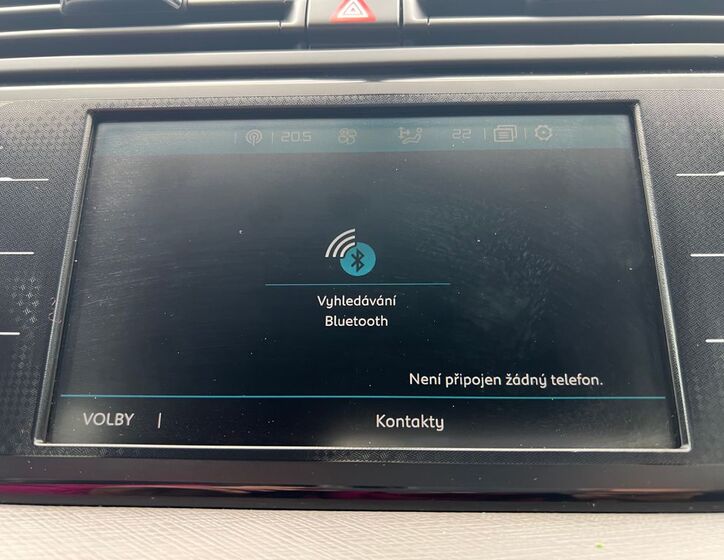 20.5 22
Vyhledávání
Bluetooth
Není připojen žádný telefon.
VOLBY | Kontakty